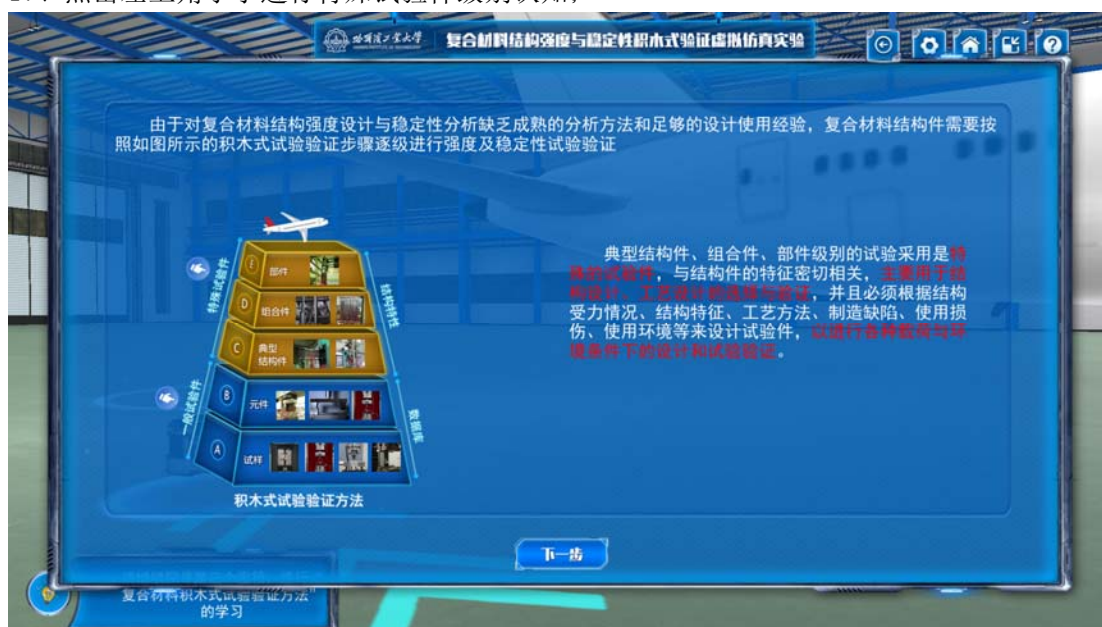 哈尔滨工业大学
复合材料结构强度与稳定性积木式验证虚拟仿真实验
由于对复合材料结构强度设计与稳定性分析缺乏成熟的分析方法和足够的设计使用经验,复合材料结构件需要按
照如图所示的积木式试验验证步骤逐级进行强度及稳定性试验验证
特殊试验件
一般试验件
E 部件
D 组合件
C 典型
结构件
B 元件
A 试样
结构特性
数据库
积木式试验验证方法
典型结构件、组合件、部件级别的试验采用是特
殊的试验件,与结构件的特征密切相关,主要用于结
构设计、工艺设计的选择与验证,并且必须根据结构
受力情况、结构特征、工艺方法、制造缺陷、使用损
伤、使用环境等来设计试验件,以进行各种载荷与环
境条件下的设计和试验验证。
下一步
复合材料积木式试验验证方法"
的学习